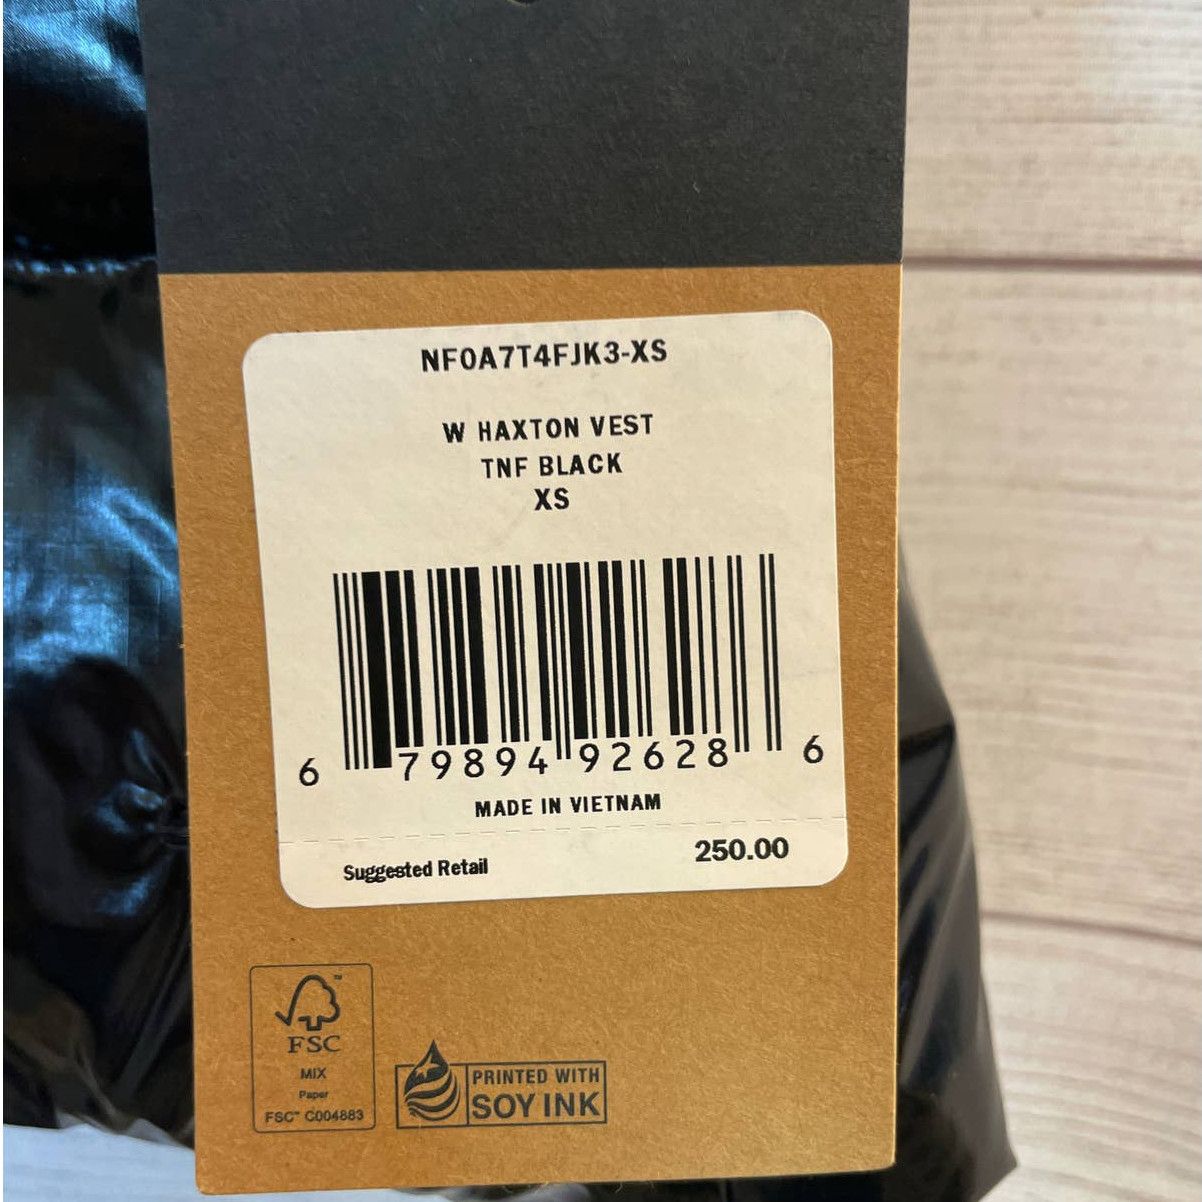 NF0A7T4FJK3-XS
W HAXTON VEST
TNF BLACK
XS
6 79894 92628 6
MADE IN VIETNAM
Suggested Retail 250.00
FSC
MIX
Paper
FSC™ C004883
PRINTED WITH
SOY INK